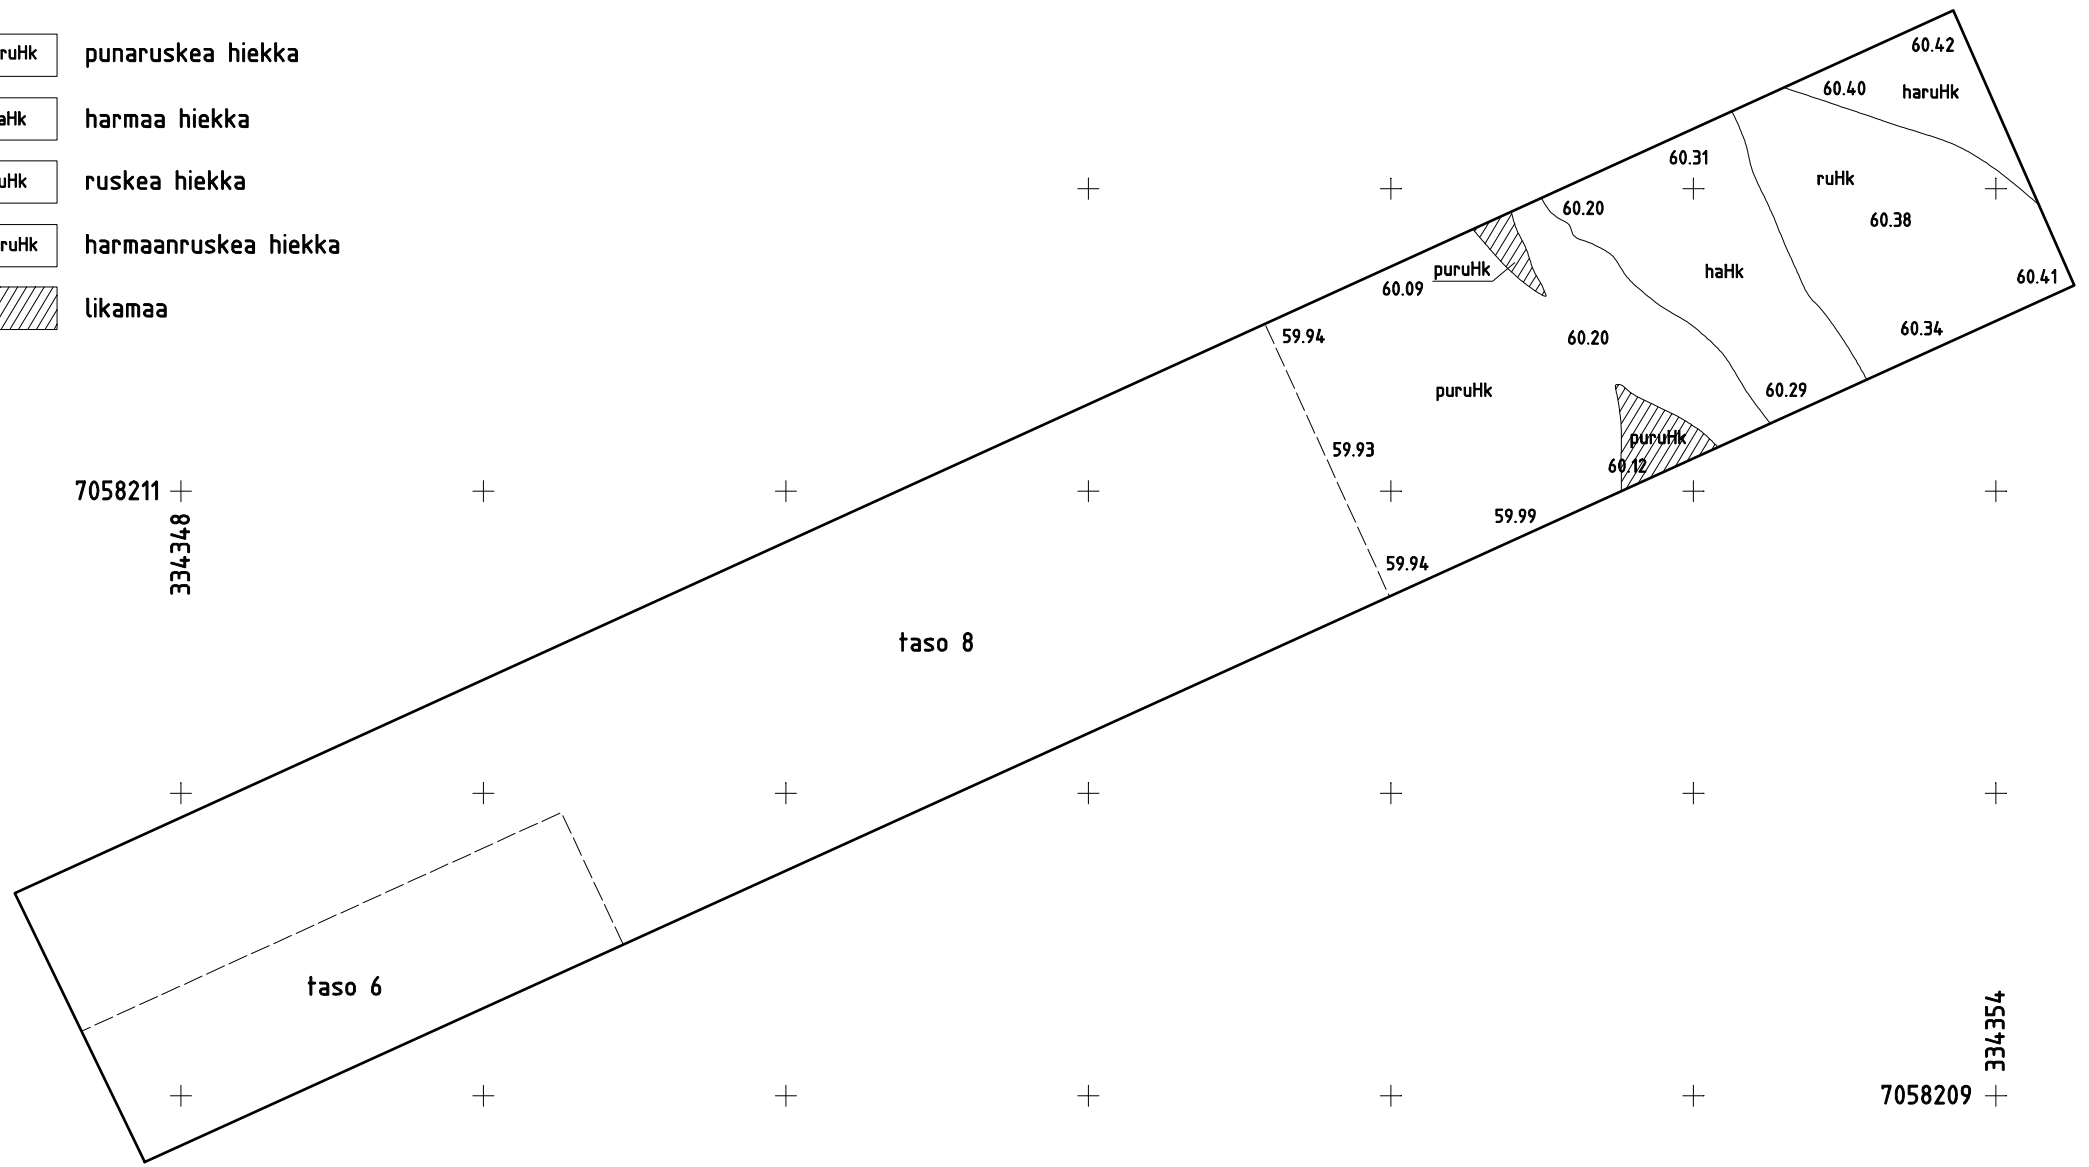 ruHk punaruskea hiekka
aHk harmaa hiekka
uHk ruskea hiekka
ruHk harmaanruskea hiekka
likamaa
60.42
60.40
haruHk
60.31
ruHk
60.20
60.38
puruHk
haHk
60.41
60.09
60.34
59.94
60.20
puruHk
60.29
puruHk
59.93
60.12
7058211
59.99
334348
59.94
taso 8
taso 6
334354
7058209